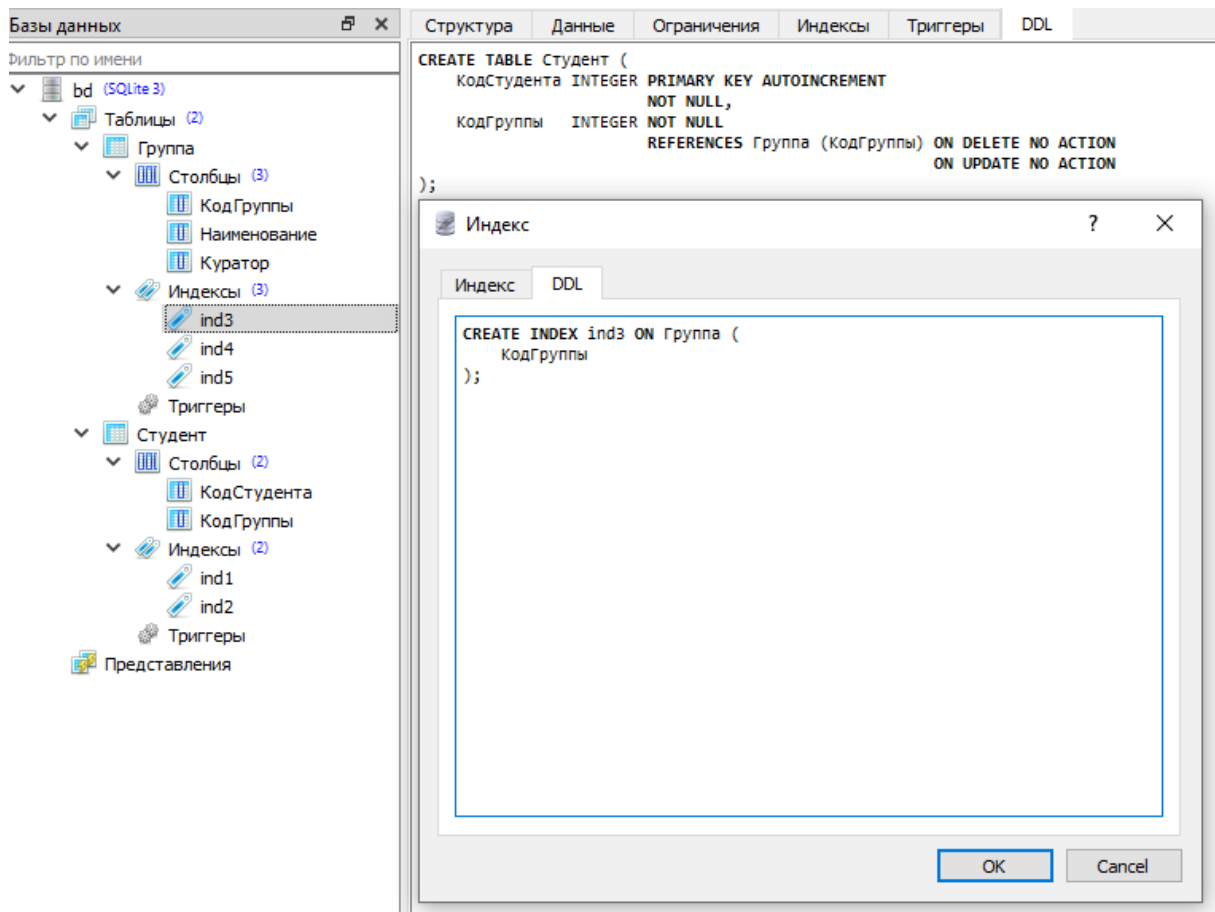 Базы данных
Фильтр по имени
bd (SQLite 3)
Таблицы (2)
Группа
Столбцы (3)
КодГруппы
Наименование
Куратор
Индексы (3)
ind3
ind4
ind5
Триггеры
Студент
Столбцы (2)
КодСтудента
КодГруппы
Индексы (2)
ind1
ind2
Триггеры
Представления
Структура Данные Ограничения Индексы Триггеры DDL
CREATE TABLE Студент (
КодСтудента INTEGER PRIMARY KEY AUTOINCREMENT
NOT NULL,
КодГруппы INTEGER NOT NULL
REFERENCES Группа (КодГруппы) ON DELETE NO ACTION
ON UPDATE NO ACTION
);
Индекс ?
Индекс DDL
CREATE INDEX ind3 ON Группа (
КодГруппы
);
OK Cancel